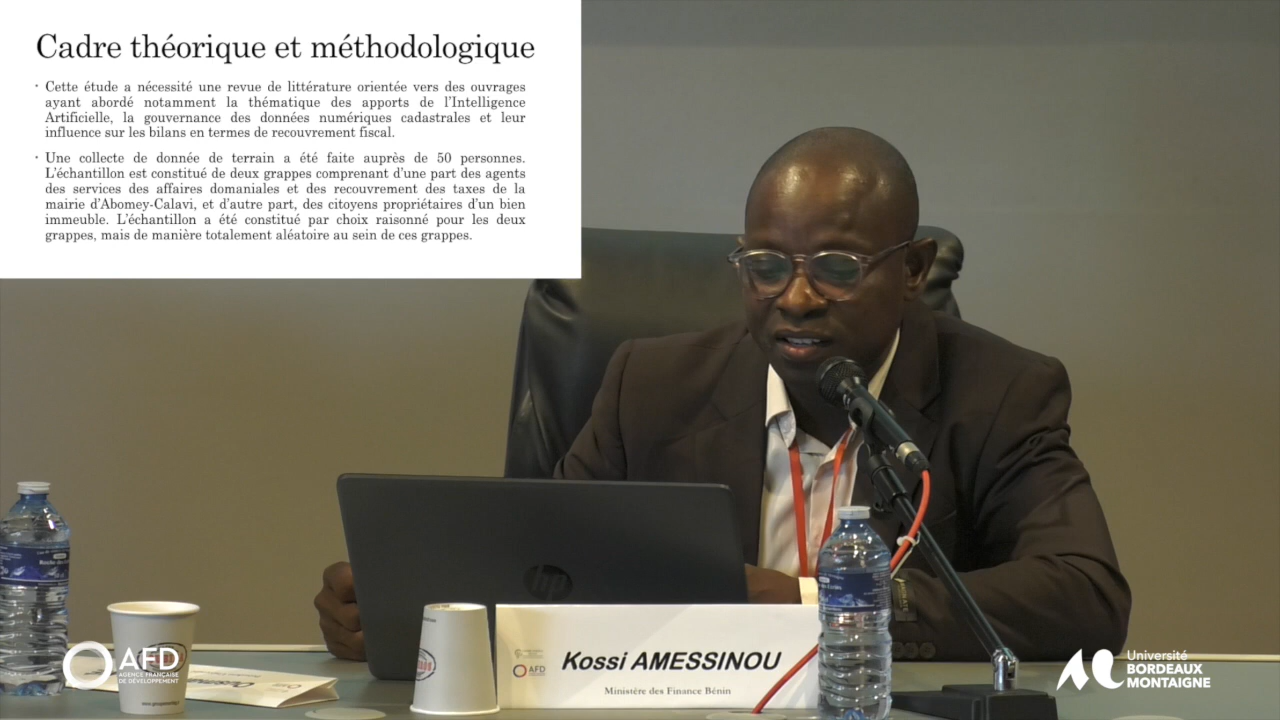 Cadre théorique et méthodologique
• Cette étude a nécessité une revue de littérature orientée vers des ouvrages
ayant abordé notamment la thématique des apports de l'Intelligence
Artificielle, la gouvernance des données numériques cadastrales et leur
influence sur les bilans en termes de recouvrement fiscal.
• Une collecte de donnée de terrain a été faite auprès de 50 personnes.
L'échantillon est constitué de deux grappes comprenant d'une part des agents
des services des affaires domaniales et des recouvrement des taxes de la
mairie d'Abomey-Calavi, et d'autre part, des citoyens propriétaires d'un bien
immeuble. L'échantillon a été constitué par choix raisonné pour les deux
grappes, mais de manière totalement aléatoire au sein de ces grappes.
hp
AFD
Kossi AMESSINOU
Ministère des Finance Bénin
AFD
AGENCE FRANÇAISE
DE DÉVELOPPEMENT
Université
BORDEAUX
MONTAIGNE